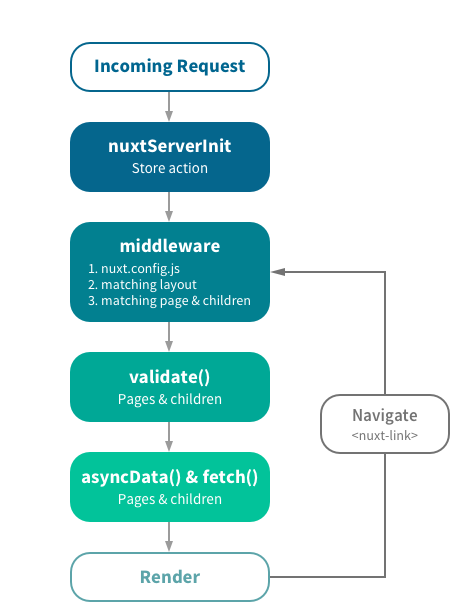 Incoming Request
nuxtServerInit
Store action
middleware
1. nuxt.config.js
2. matching layout
3. matching page & children
validate()
Pages & children
Navigate
<nuxt-link>
asyncData() & fetch()
Pages & children
Render